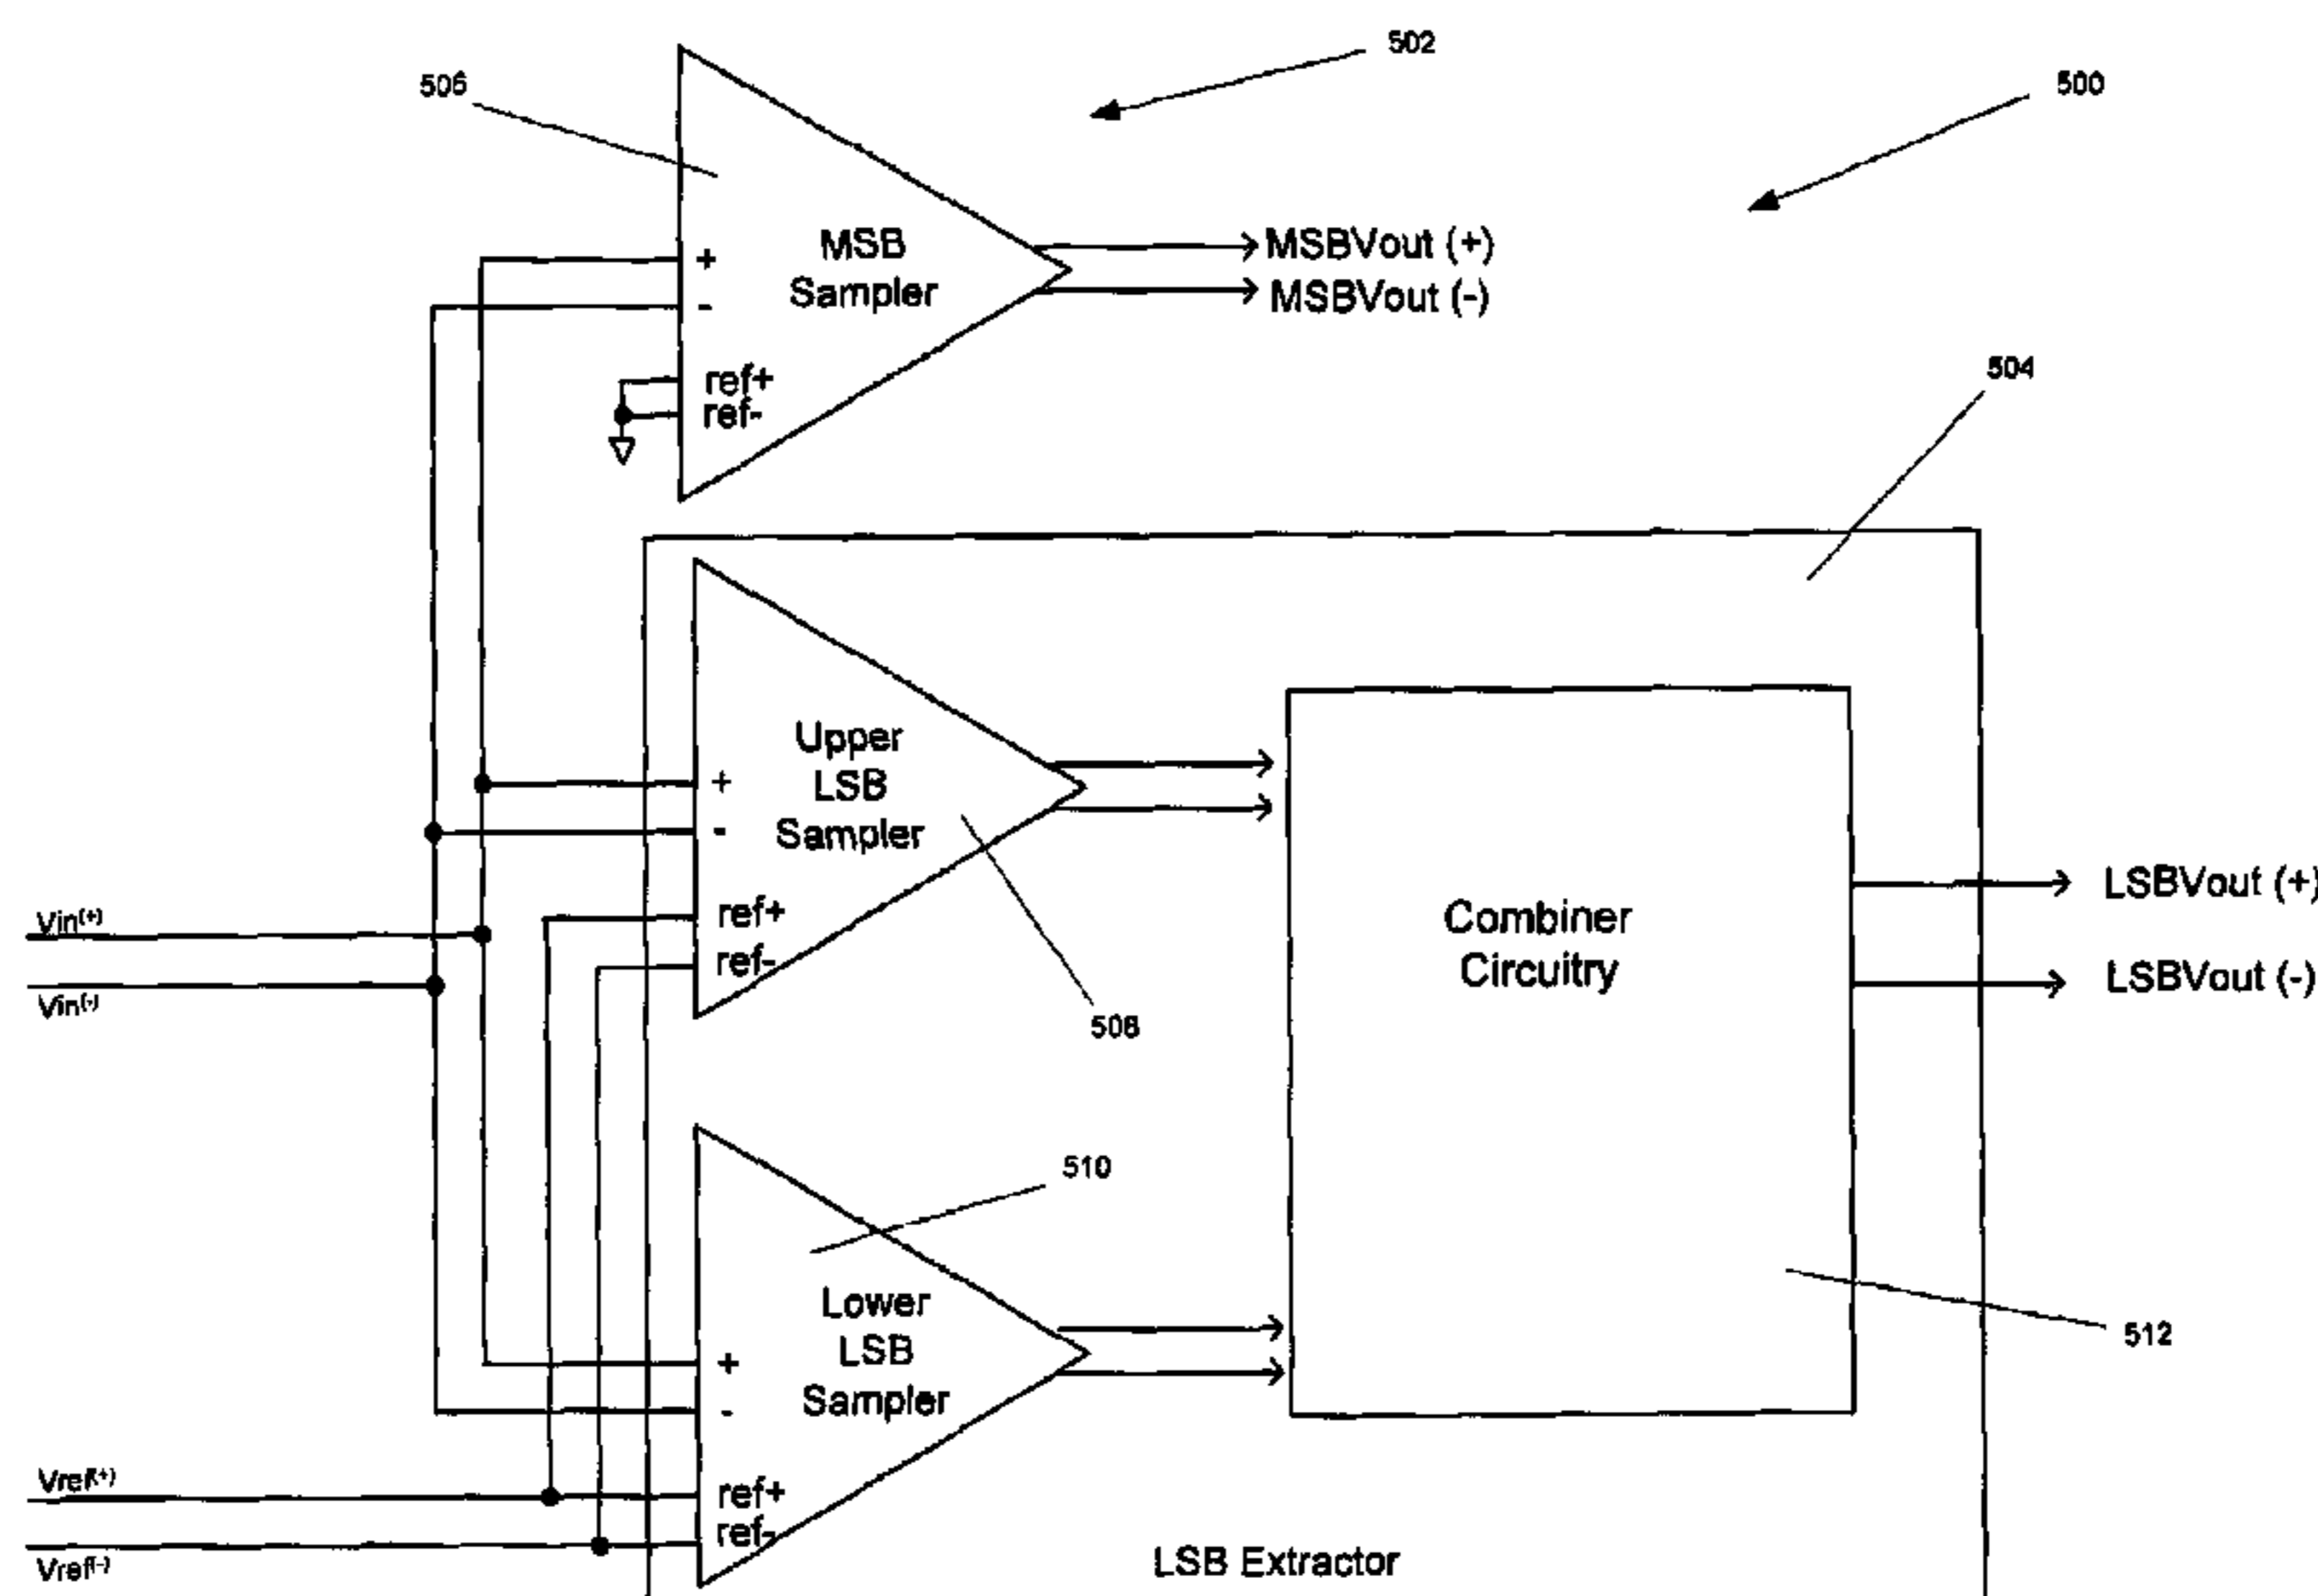 502
500
506
MSB
Sampler
+
-
ref+
ref-
MSBVout (+)
MSBVout (-)
504
Upper
LSB
Sampler
+
-
ref+
ref-
508
Vin(+)
Vin(-)
Combiner
Circuitry
LSBVout (+)
LSBVout (-)
510
Lower
LSB
Sampler
+
-
ref+
ref-
512
Vref(+)
Vref(-)
LSB Extractor